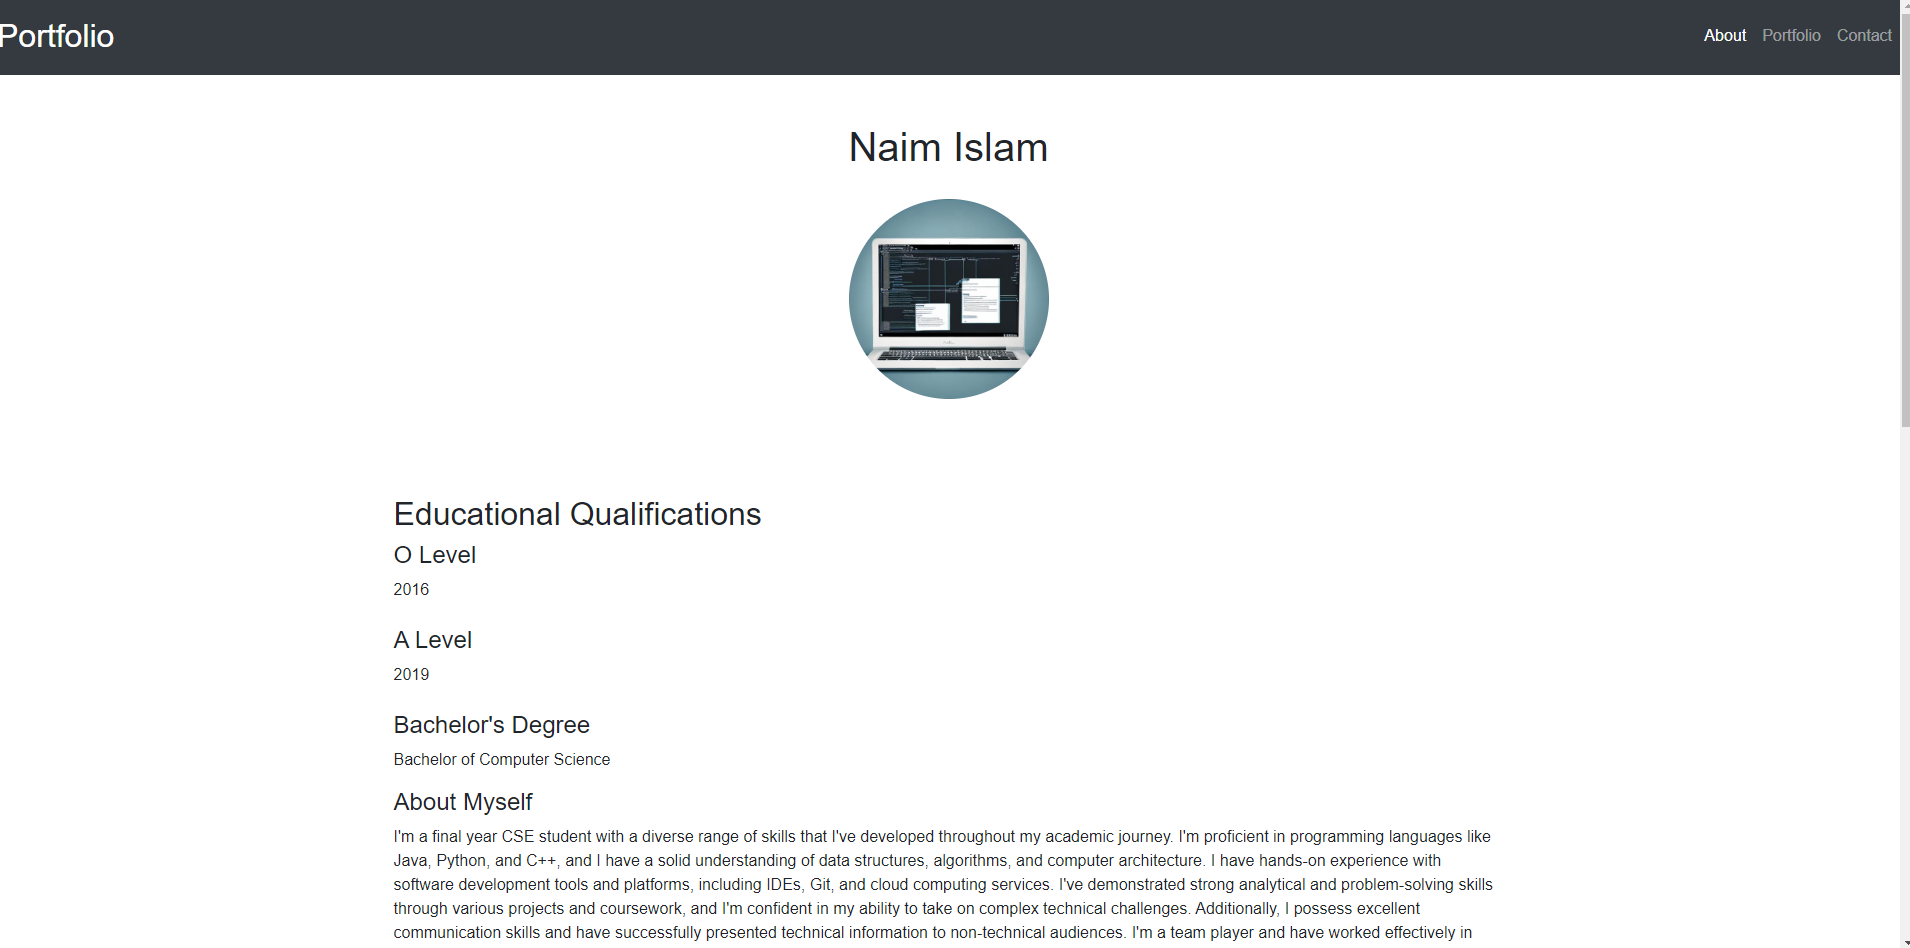 Portfolio
About Portfolio Contact
Naim Islam
Educational Qualifications
O Level
2016
A Level
2019
Bachelor's Degree
Bachelor of Computer Science
About Myself
I'm a final year CSE student with a diverse range of skills that I've developed throughout my academic journey. I'm proficient in programming languages like
Java, Python, and C++, and I have a solid understanding of data structures, algorithms, and computer architecture. I have hands-on experience with
software development tools and platforms, including IDEs, Git, and cloud computing services. I've demonstrated strong analytical and problem-solving skills
through various projects and coursework, and I'm confident in my ability to take on complex technical challenges. Additionally, I possess excellent
communication skills and have successfully presented technical information to non-technical audiences. I'm a team player and have worked effectively in